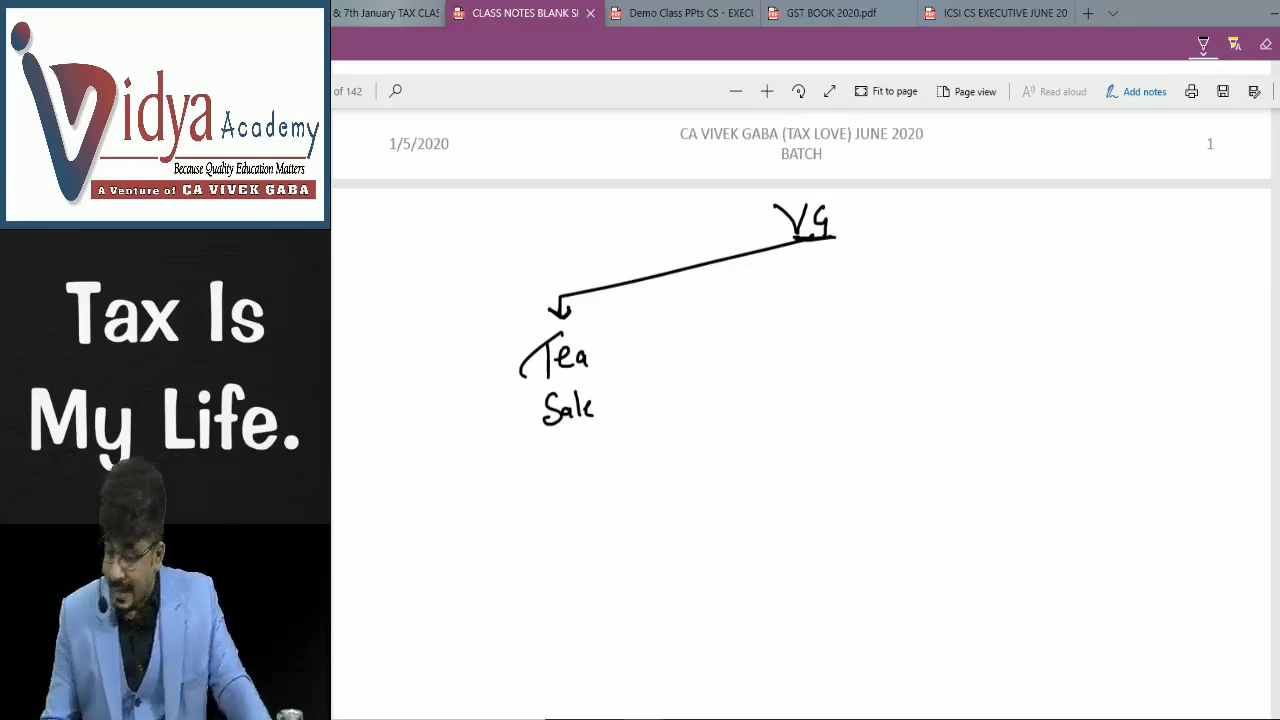 & 7th January TAX CLAS
CLASS NOTES BLANK S
Demo Class PPts CS - EXECU
GST BOOK 2020.pdf
ICSI CS EXECUTI
JUNE 20
of 142
Fit to page
Page view
Read aloud
Add notes
Vidya Academy
Because Quality Education Matters
A Venture of CA VIVEK GABA
1/5/2020
CA VIVEK GABA (TAX LOVE) JUNE 2020
BATCH
1
VG
Tea
Sale
Tax Is
My Life.